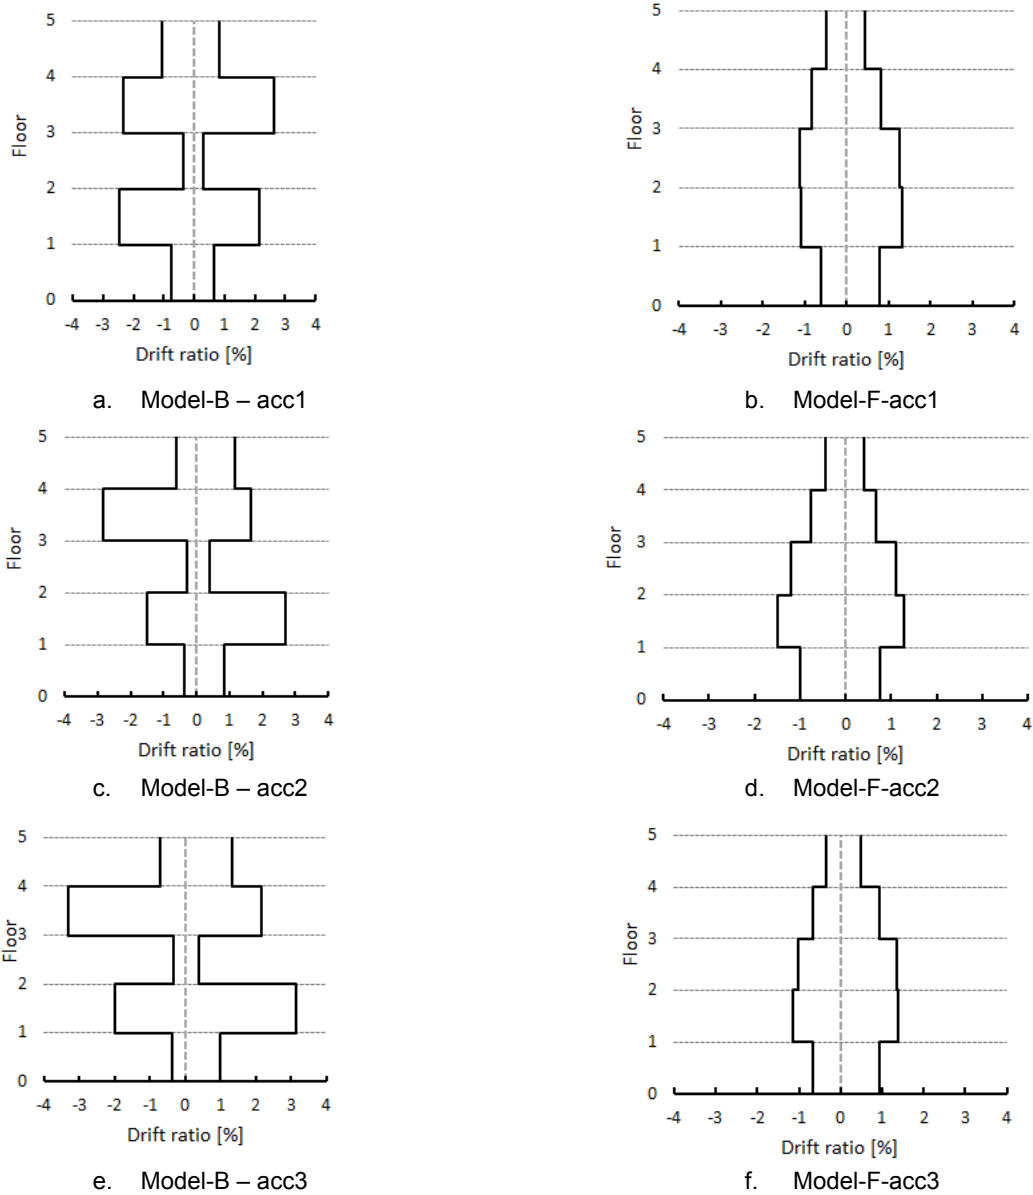 5
4
3
2
1
0
Floor
-4 -3 -2 -1 0 1 2 3 4
Drift ratio [%]
a. Model-B – acc1
5
4
3
2
1
0
Floor
-4 -3 -2 -1 0 1 2 3 4
Drift ratio [%]
b. Model-F-acc1
5
4
3
2
1
0
Floor
-4 -3 -2 -1 0 1 2 3 4
Drift ratio [%]
c. Model-B – acc2
5
4
3
2
1
0
Floor
-4 -3 -2 -1 0 1 2 3 4
Drift ratio [%]
d. Model-F-acc2
5
4
3
2
1
0
Floor
-4 -3 -2 -1 0 1 2 3 4
Drift ratio [%]
e. Model-B – acc3
5
4
3
2
1
0
Floor
-4 -3 -2 -1 0 1 2 3 4
Drift ratio [%]
f. Model-F-acc3